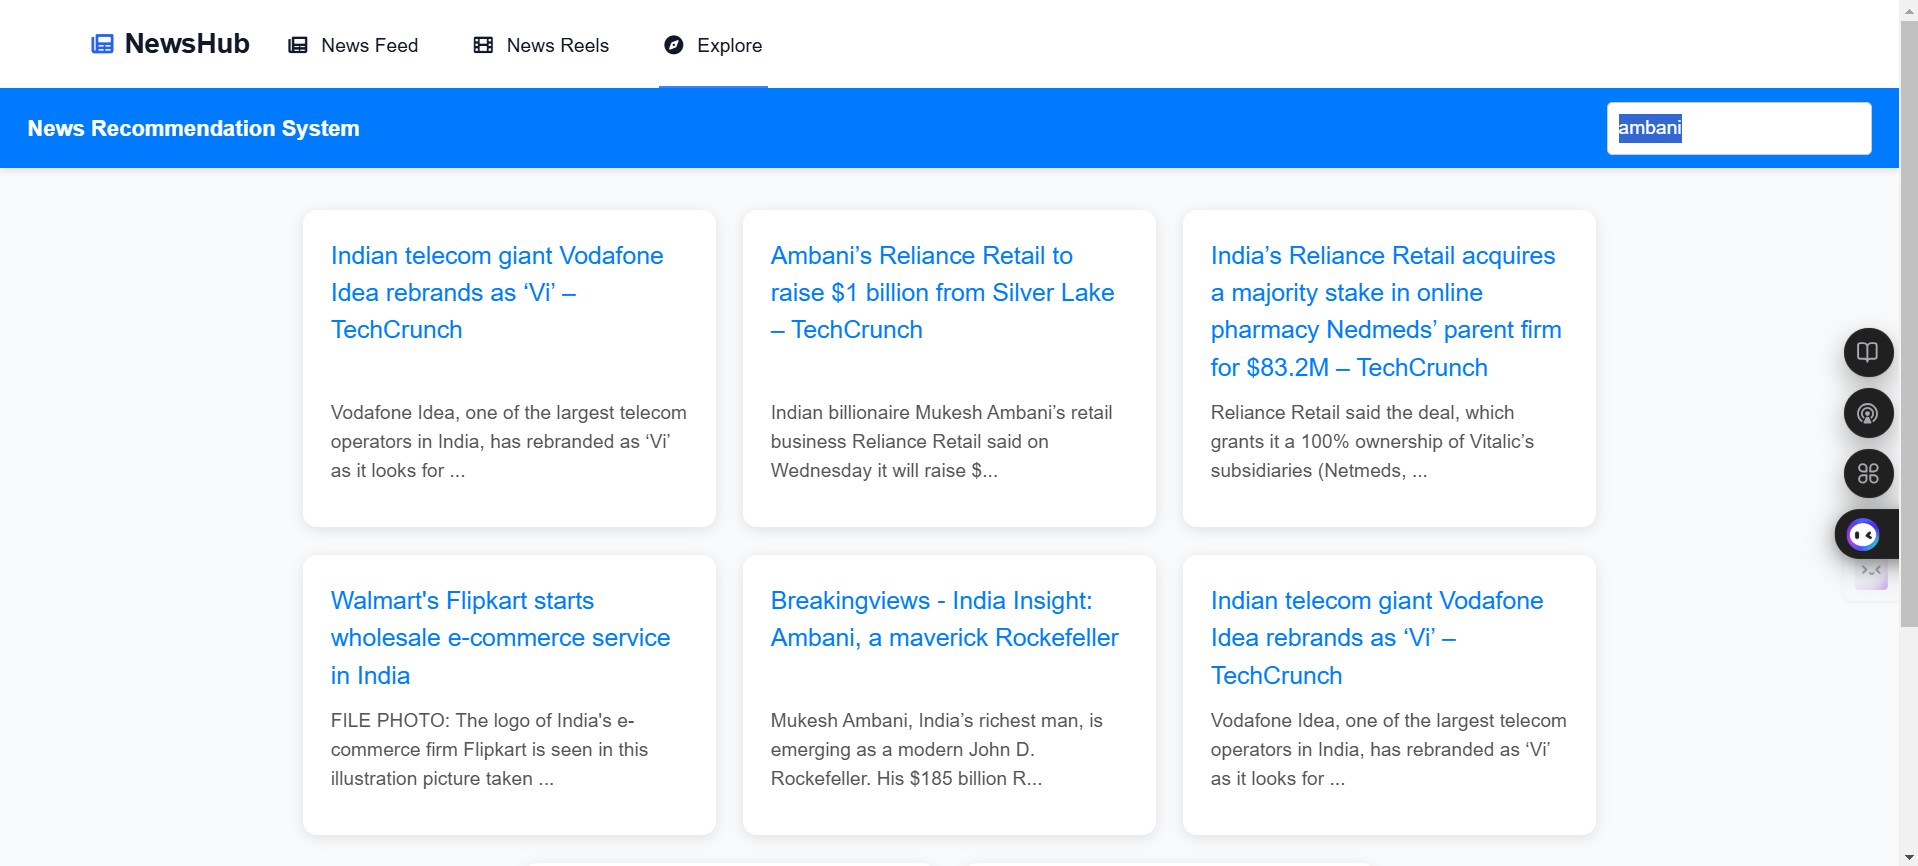 NewsHub
News Feed
News Reels
Explore
News Recommendation System
ambani
Indian telecom giant Vodafone
Idea rebrands as ‘Vi’ –
TechCrunch
Vodafone Idea, one of the largest telecom
operators in India, has rebranded as ‘Vi’
as it looks for ...
Ambani’s Reliance Retail to
raise $1 billion from Silver Lake
– TechCrunch
Indian billionaire Mukesh Ambani’s retail
business Reliance Retail said on
Wednesday it will raise $...
India’s Reliance Retail acquires
a majority stake in online
pharmacy Nedmeds’ parent firm
for $83.2M – TechCrunch
Reliance Retail said the deal, which
grants it a 100% ownership of Vitalic’s
subsidiaries (Netmeds, ...
Walmart's Flipkart starts
wholesale e-commerce service
in India
FILE PHOTO: The logo of India's e-
commerce firm Flipkart is seen in this
illustration picture taken ...
Breakingviews - India Insight:
Ambani, a maverick Rockefeller
Mukesh Ambani, India’s richest man, is
emerging as a modern John D.
Rockefeller. His $185 billion R...
Indian telecom giant Vodafone
Idea rebrands as ‘Vi’ –
TechCrunch
Vodafone Idea, one of the largest telecom
operators in India, has rebranded as ‘Vi’
as it looks for ...